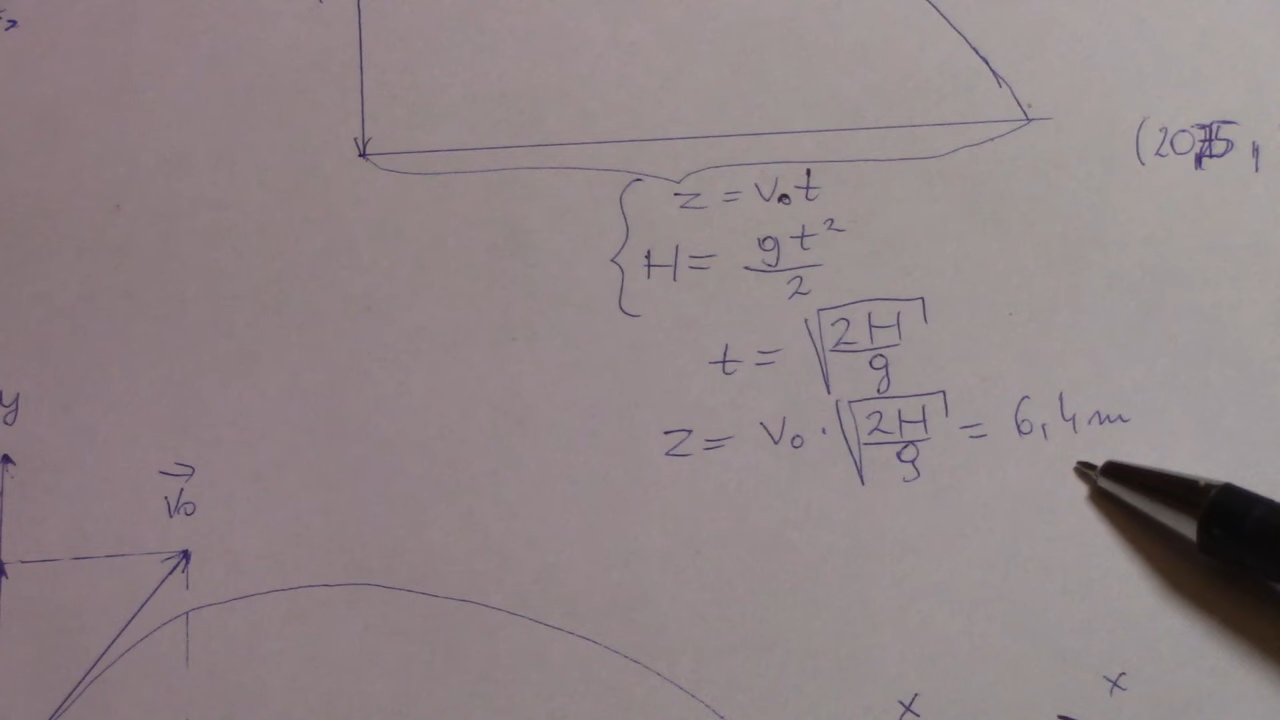 z = v₀t
H = gt²/2
t = √(2H/g)
z = v₀ · √(2H/g) = 6,4 m
y
v₀
x
x